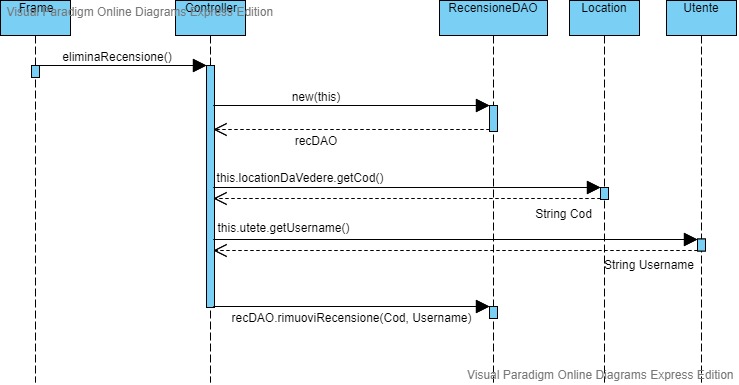 Visual Paradigm Online Diagrams Express Edition
Frame
Controller
RecensioneDAO
Location
Utente
eliminaRecensione()
new(this)
recDAO
this.locationDaVedere.getCod()
String Cod
this.utete.getUsername()
String Username
recDAO.rimuoviRecensione(Cod, Username)
Visual Paradigm Online Diagrams Express Edition